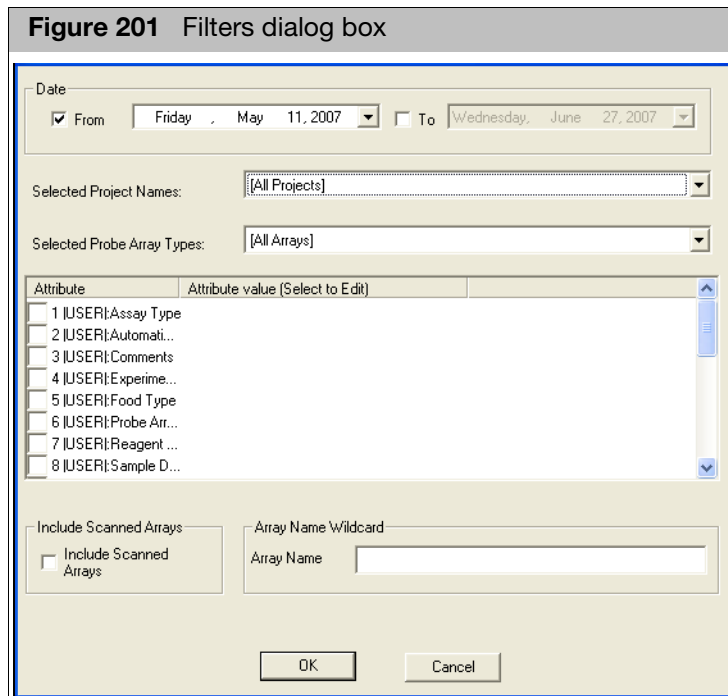 Figure 201 Filters dialog box
Date
From Friday , May 11, 2007 To Wednesday, June 27, 2007
Selected Project Names: [All Projects]
Selected Probe Array Types: [All Arrays]
Attribute Attribute value (Select to Edit)
1 |USER|:Assay Type
2 |USER|:Automati...
3 |USER|:Comments
4 |USER|:Experime...
5 |USER|:Food Type
6 |USER|:Probe Arr...
7 |USER|:Reagent ...
8 |USER|:Sample D...
Include Scanned Arrays
Include Scanned
Arrays
Array Name Wildcard
Array Name
OK Cancel